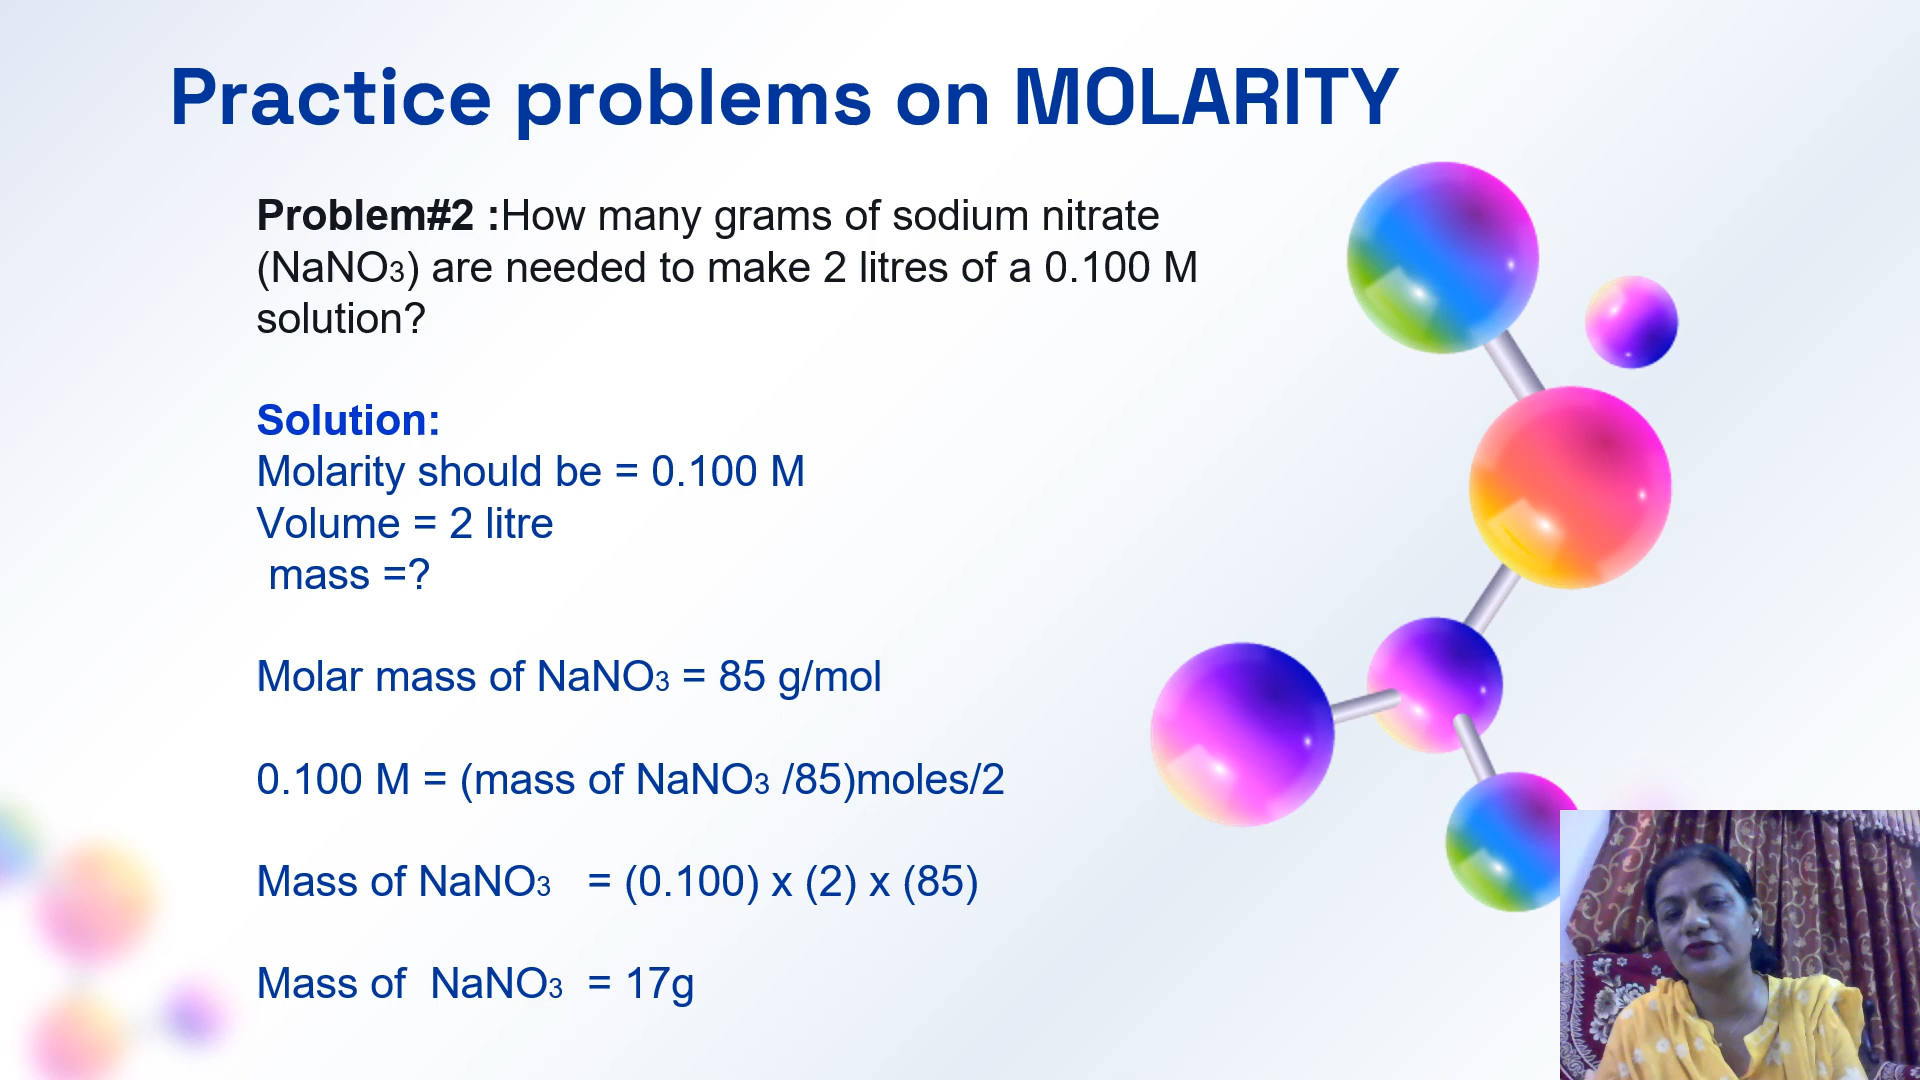 Practice problems on MOLARITY
Problem#2 :How many grams of sodium nitrate
(NaNO₃) are needed to make 2 litres of a 0.100 M
solution?
Solution:
Molarity should be = 0.100 M
Volume = 2 litre
mass =?
Molar mass of NaNO₃ = 85 g/mol
0.100 M = (mass of NaNO₃ /85)moles/2
Mass of NaNO₃ = (0.100) x (2) x (85)
Mass of NaNO₃ = 17g